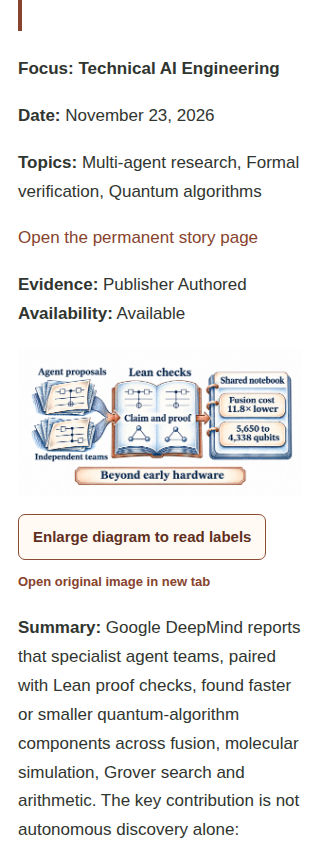 Focus: Technical AI Engineering
Date: November 23, 2026
Topics: Multi-agent research, Formal
verification, Quantum algorithms
Open the permanent story page
Evidence: Publisher Authored
Availability: Available
Agent proposals
Independent teams
Lean checks
Claim and proof
Shared notebook
Fusion cost
11.8× lower
5,650 to
4,338 qubits
Beyond early hardware
Enlarge diagram to read labels
Open original image in new tab
Summary: Google DeepMind reports
that specialist agent teams, paired
with Lean proof checks, found faster
or smaller quantum-algorithm
components across fusion, molecular
simulation, Grover search and
arithmetic. The key contribution is not
autonomous discovery alone: